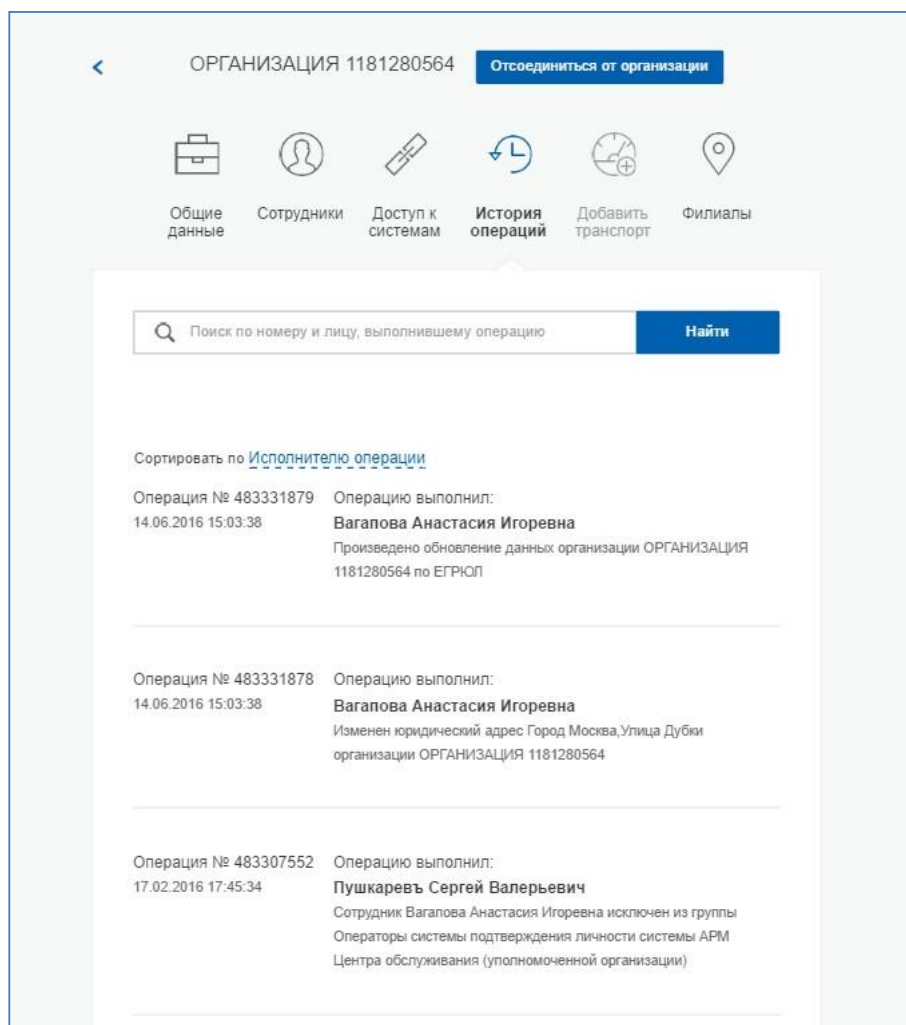 ОРГАНИЗАЦИЯ 1181280564
Отсоединиться от организации
Общие данные
Сотрудники
Доступ к системам
История операций
Добавить транспорт
Филиалы
Поиск по номеру и лицу, выполнившему операцию
Найти
Сортировать по Исполнителю операции
Операция № 483331879
14.06.2016 15:03:38
Операцию выполнил:
Вагапова Анастасия Игоревна
Произведено обновление данных организации ОРГАНИЗАЦИЯ
1181280564 по ЕГРЮЛ
Операция № 483331878
14.06.2016 15:03:38
Операцию выполнил:
Вагапова Анастасия Игоревна
Изменен юридический адрес Город Москва,Улица Дубки
организации ОРГАНИЗАЦИЯ 1181280564
Операция № 483307552
17.02.2016 17:45:34
Операцию выполнил:
Пушкаревъ Сергей Валерьевич
Сотрудник Вагапова Анастасия Игоревна исключен из группы
Операторы системы подтверждения личности системы АРМ
Центра обслуживания (уполномоченной организации)